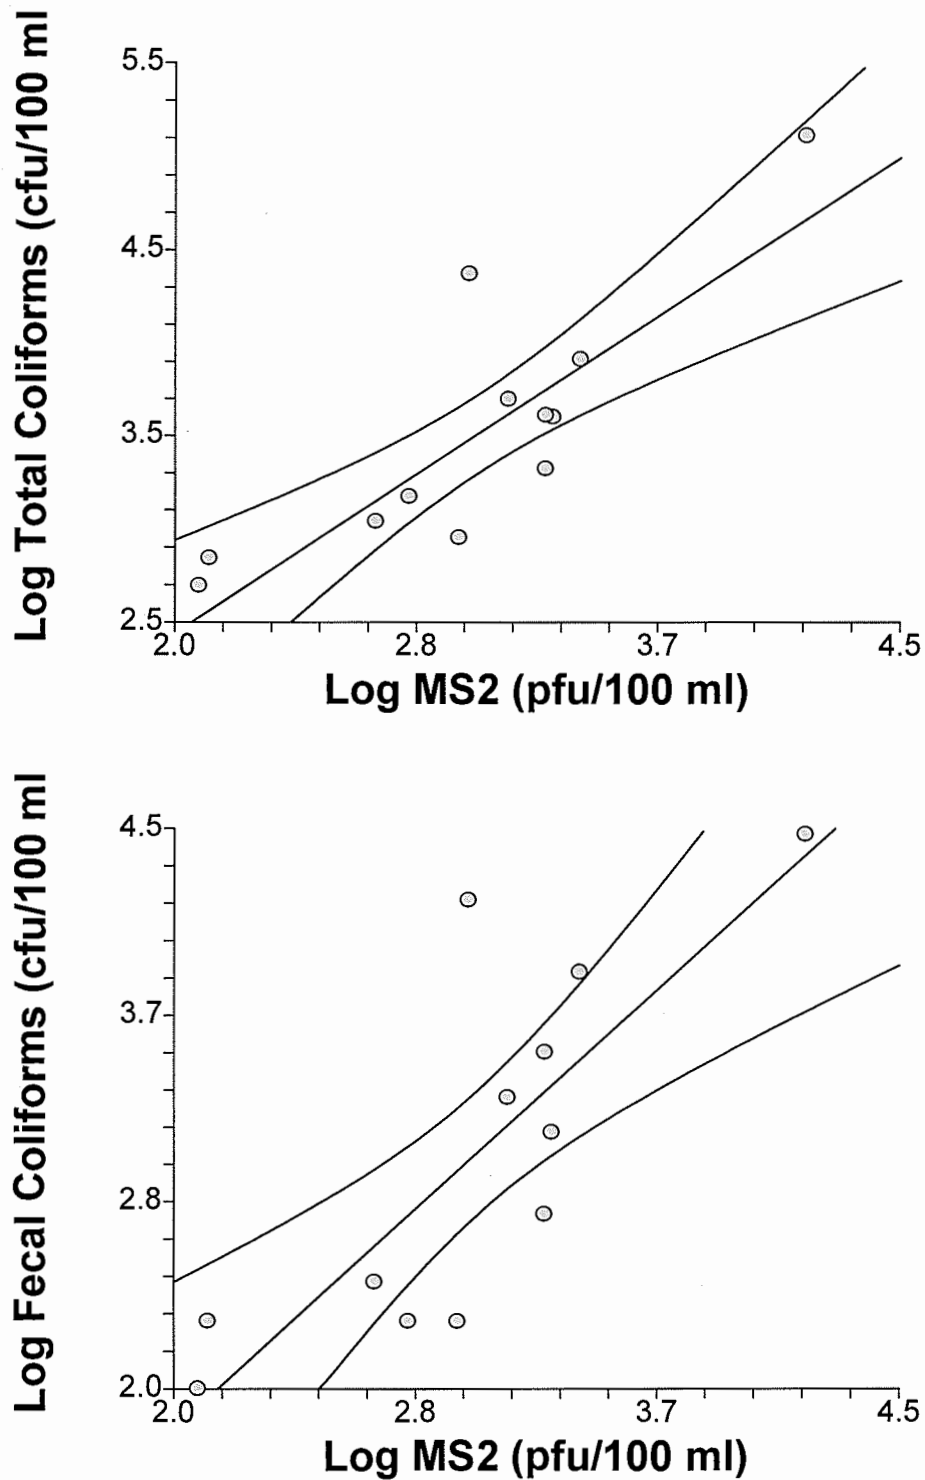 Log Total Coliforms (cfu/100 ml
5.5
4.5
3.5
2.5
2.0 2.8 3.7 4.5
Log MS2 (pfu/100 ml)
Log Fecal Coliforms (cfu/100 ml
4.5
3.7
2.8
2.0
2.0 2.8 3.7 4.5
Log MS2 (pfu/100 ml)